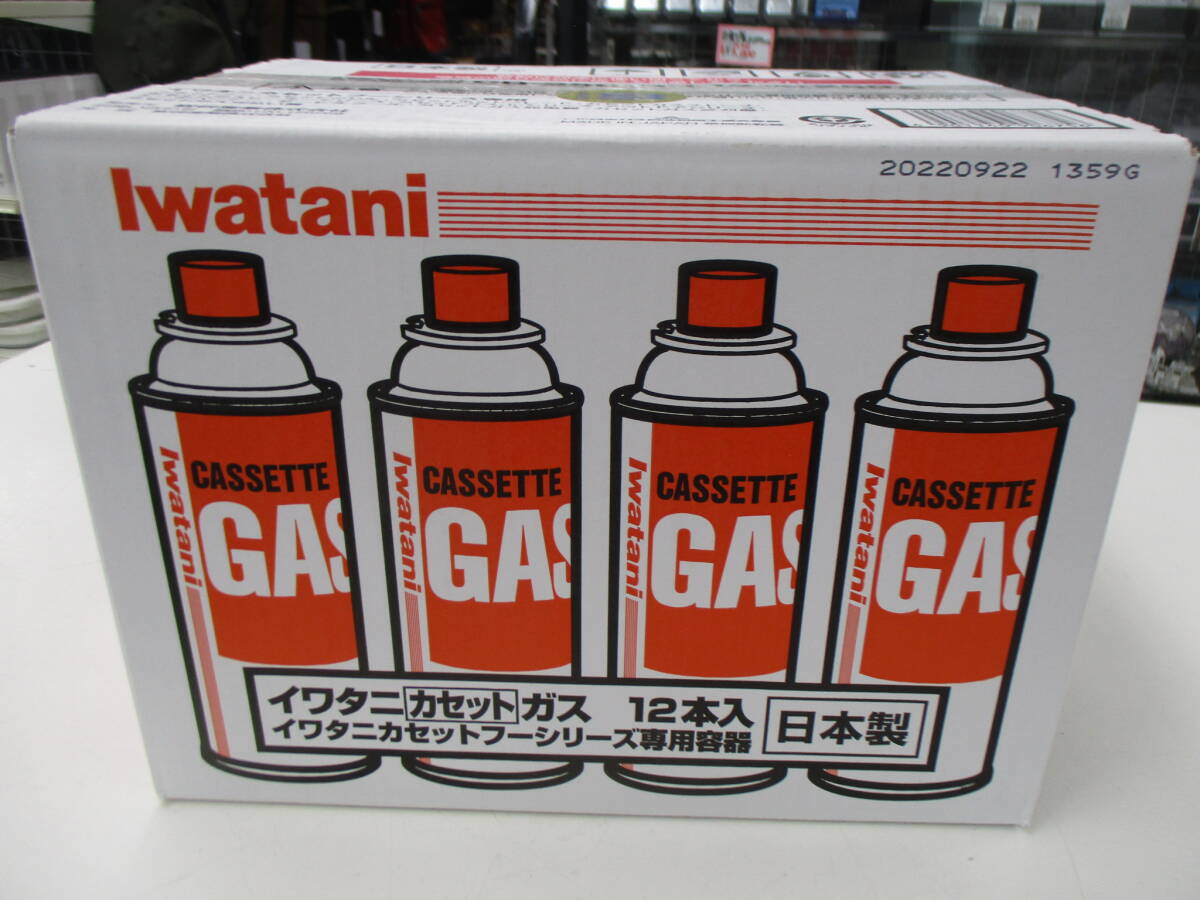 20220922 1359G
Iwatani
Iwatani
CASSETTE
GAS
Iwatani
CASSETTE
GAS
Iwatani
CASSETTE
GAS
Iwatani
CASSETTE
GAS
イワタニカセットガス 12本入
イワタニカセットフーシリーズ専用容器
日本製